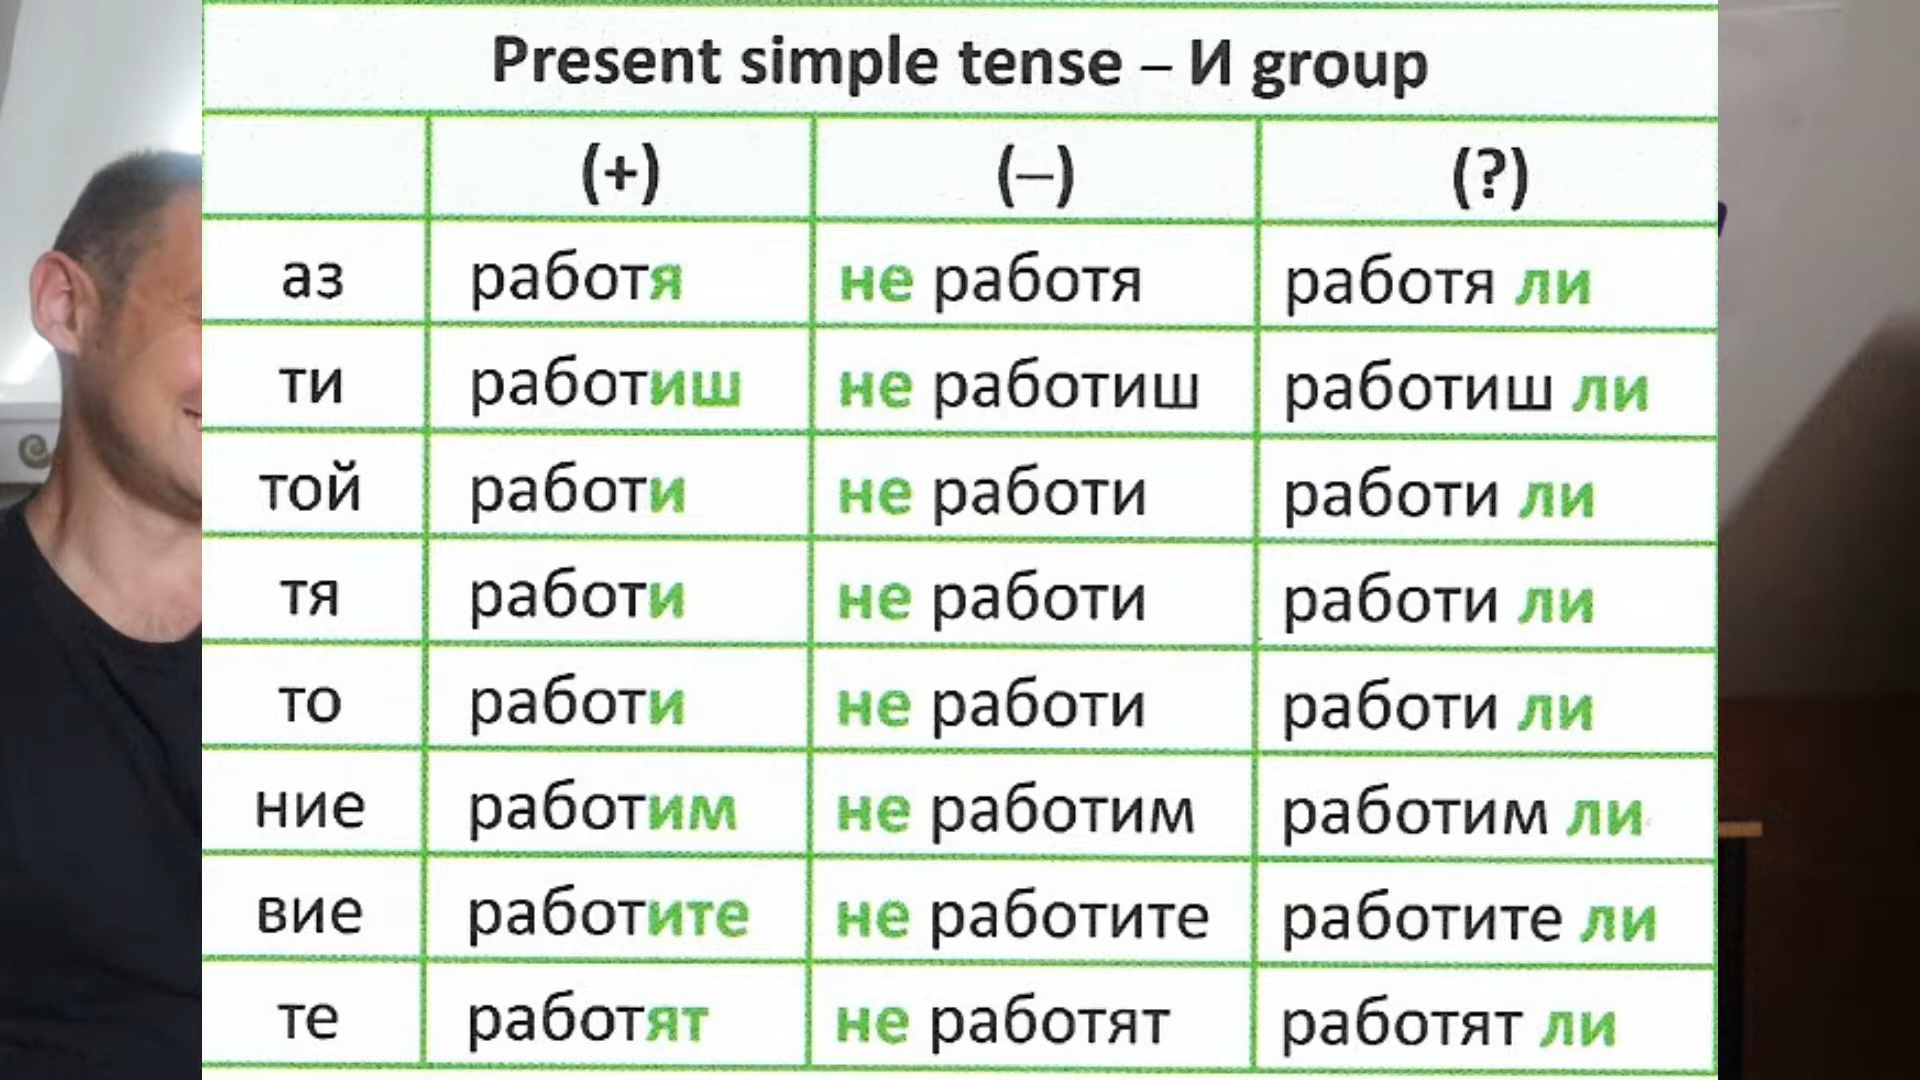 Present simple tense – И group
(+) (–) (?)
аз работя не работя работя ли
ти работиш не работиш работиш ли
той работи не работи работи ли
тя работи не работи работи ли
то работи не работи работи ли
ние работим не работим работим ли
вие работите не работите работите ли
те работят не работят работят ли